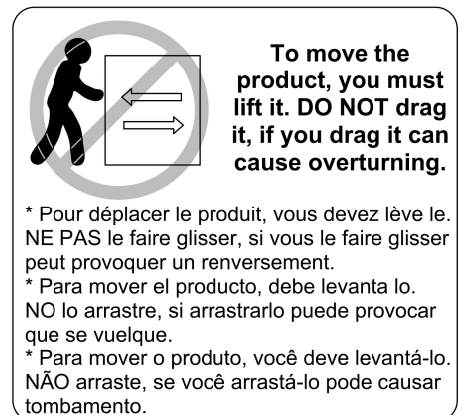 To move the
product, you must
lift it. DO NOT drag
it, if you drag it can
cause overturning.
* Pour déplacer le produit, vous devez lève le.
NE PAS le faire glisser, si vous le faire glisser
peut provoquer un renversement.
* Para mover el producto, debe levanta lo.
NO lo arrastre, si arrastrarlo puede provocar
que se vuelque.
* Para mover o produto, você deve levantá-lo.
NÃO arraste, se você arrastá-lo pode causar
tombamento.